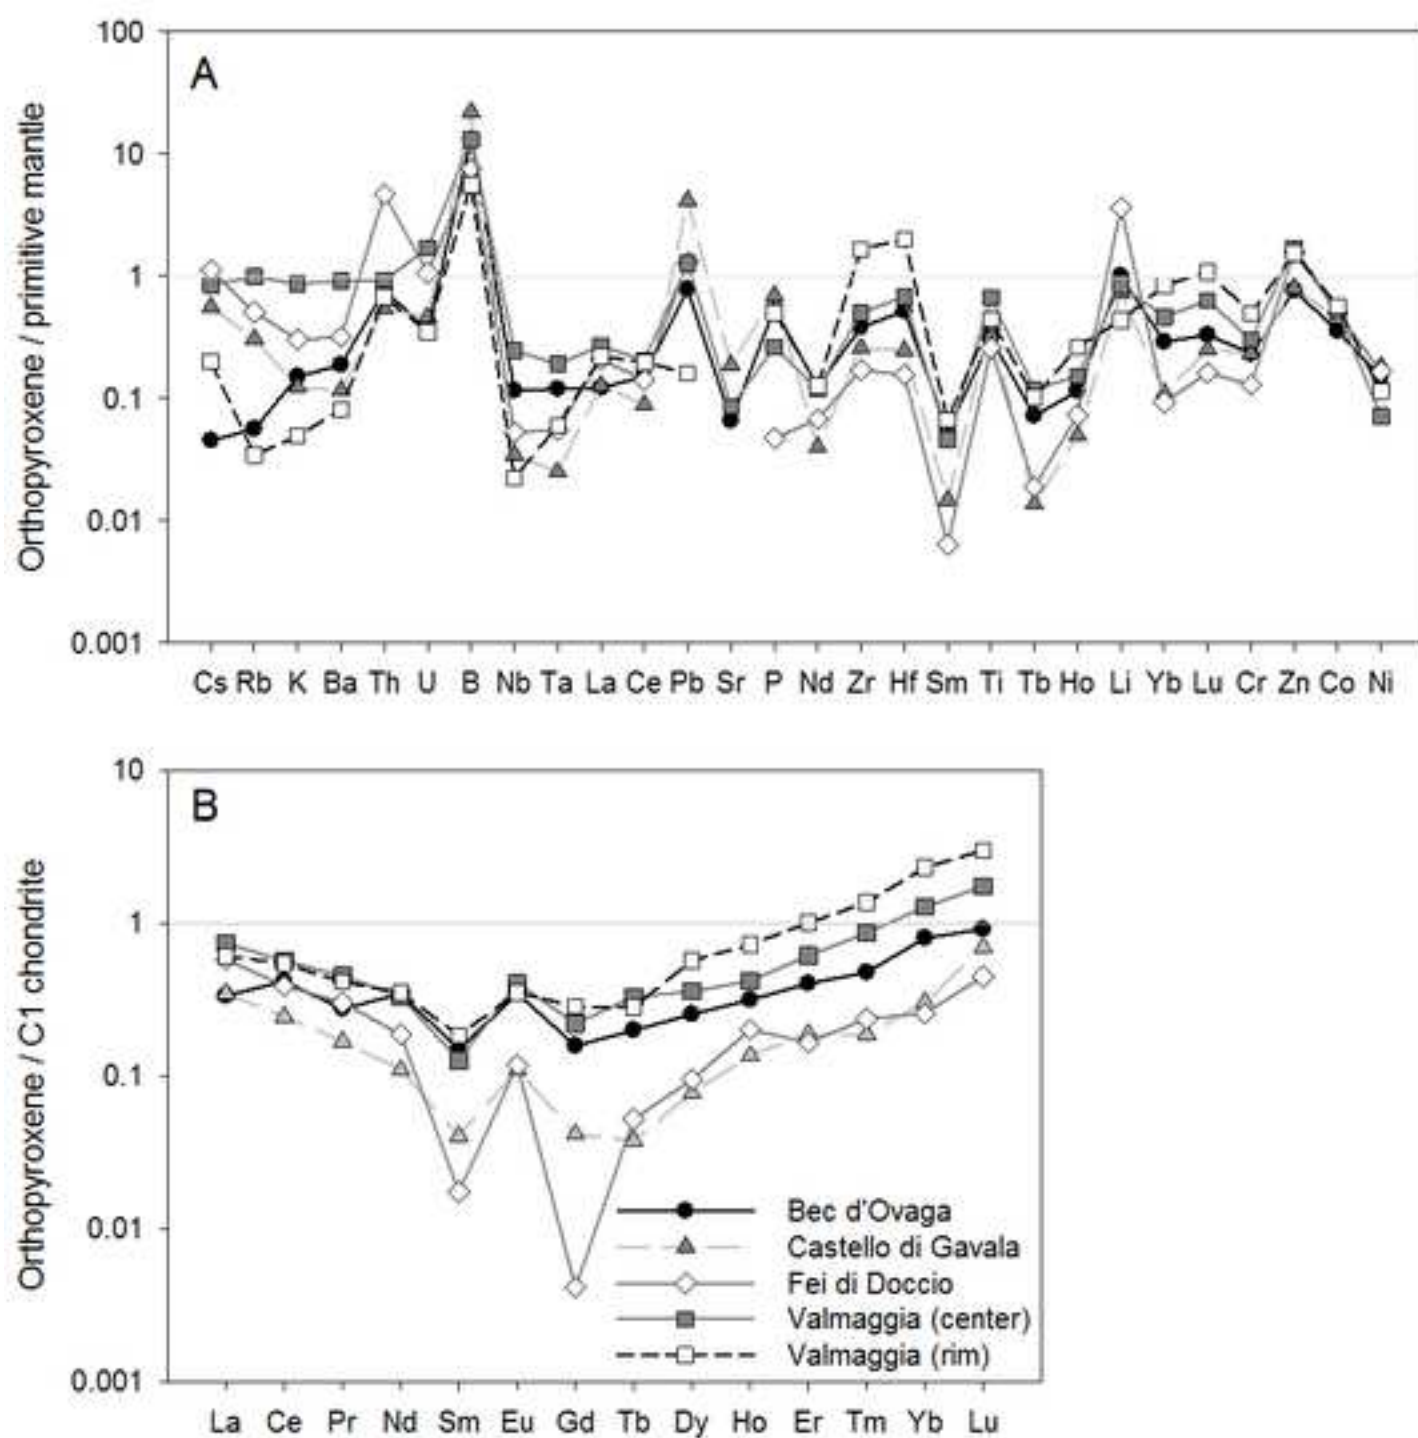 Orthopyroxene / primitive mantle
A
100
10
1
0.1
0.01
0.001
Cs Rb K Ba Th U B Nb Ta La Ce Pb Sr P Nd Zr Hf Sm Ti Tb Ho Li Yb Lu Cr Zn Co Ni
Orthopyroxene / C1 chondrite
B
10
1
0.1
0.01
0.001
Bec d'Ovaga
Castello di Gavala
Fei di Doccio
Valmaggia (center)
Valmaggia (rim)
La Ce Pr Nd Sm Eu Gd Tb Dy Ho Er Tm Yb Lu